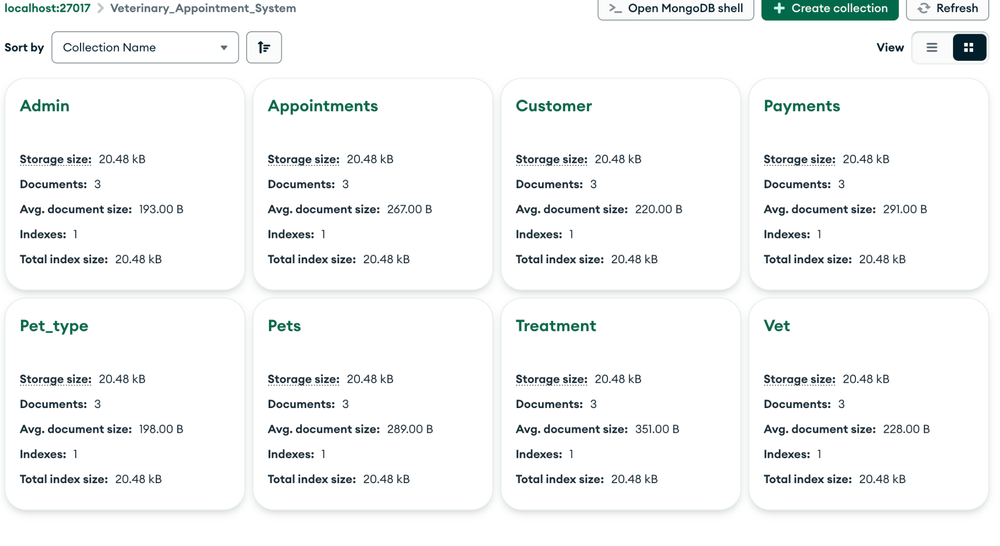 localhost:27017 > Veterinary_Appointment_System
>_ Open MongoDB shell
+ Create collection
Refresh
Sort by
Collection Name
View
Admin
Storage size: 20.48 kB
Documents: 3
Avg. document size: 193.00 B
Indexes: 1
Total index size: 20.48 kB
Appointments
Storage size: 20.48 kB
Documents: 3
Avg. document size: 267.00 B
Indexes: 1
Total index size: 20.48 kB
Customer
Storage size: 20.48 kB
Documents: 3
Avg. document size: 220.00 B
Indexes: 1
Total index size: 20.48 kB
Payments
Storage size: 20.48 kB
Documents: 3
Avg. document size: 291.00 B
Indexes: 1
Total index size: 20.48 kB
Pet_type
Storage size: 20.48 kB
Documents: 3
Avg. document size: 198.00 B
Indexes: 1
Total index size: 20.48 kB
Pets
Storage size: 20.48 kB
Documents: 3
Avg. document size: 289.00 B
Indexes: 1
Total index size: 20.48 kB
Treatment
Storage size: 20.48 kB
Documents: 3
Avg. document size: 351.00 B
Indexes: 1
Total index size: 20.48 kB
Vet
Storage size: 20.48 kB
Documents: 3
Avg. document size: 228.00 B
Indexes: 1
Total index size: 20.48 kB